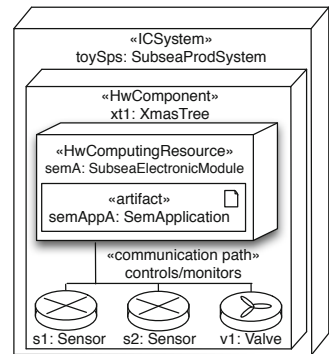 «ICSystem»
toySps: SubseaProdSystem
«HwComponent»
xt1: XmasTree
«HwComputingResource»
semA: SubseaElectronicModule
«artifact»
semAppA: SemApplication
«communication path»
controls/monitors
s1: Sensor s2: Sensor v1: Valve